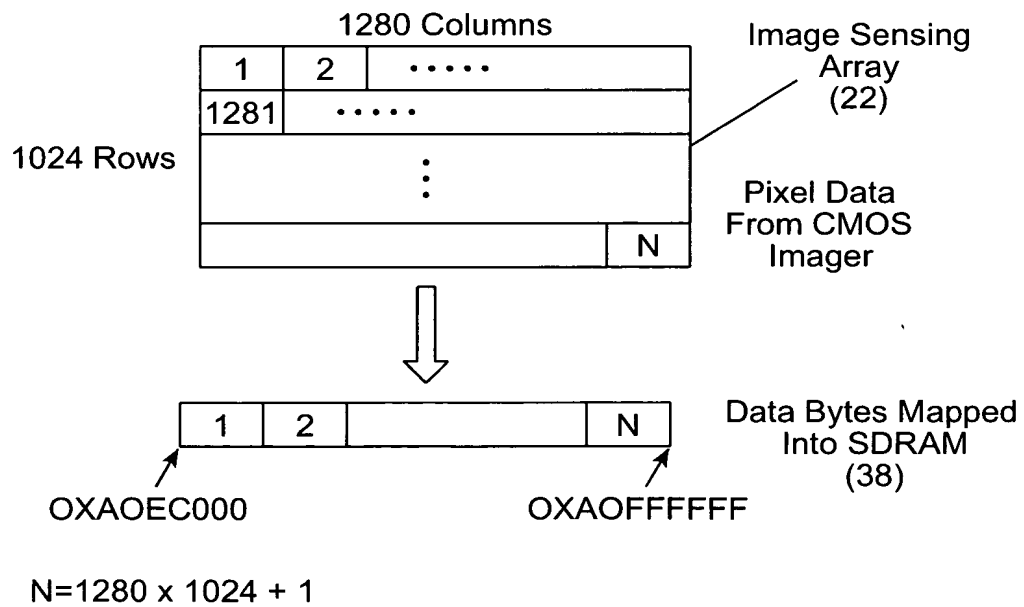 1280 Columns
Image Sensing
Array
(22)
1 2 .....
1281 .....
1024 Rows
Pixel Data
From CMOS
Imager
N
1 2 N
Data Bytes Mapped
Into SDRAM
(38)
OXAOEC000 OXAOFFFFFF
N=1280 x 1024 + 1